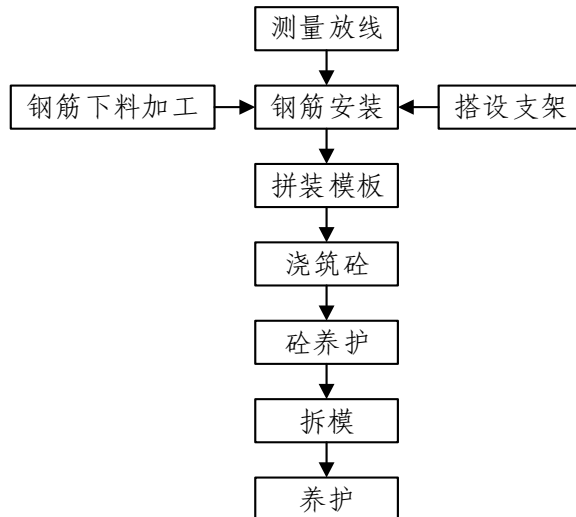 测量放线
钢筋下料加工
钢筋安装
搭设支架
拼装模板
浇筑砼
砼养护
拆模
养护